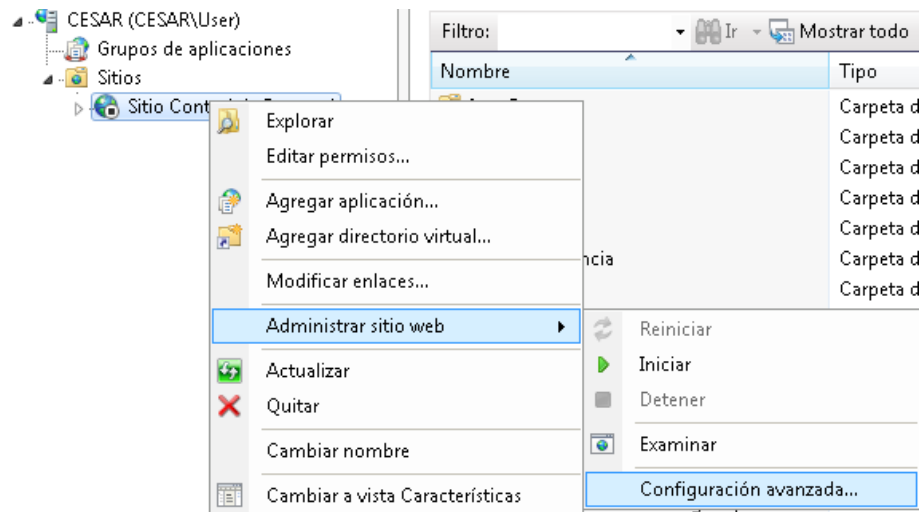 CESAR (CESAR\User)
Grupos de aplicaciones
Sitios
Sitio Cont
Filtro:
Ir
Mostrar todo
Nombre
Tipo
Carpeta d
Carpeta d
Carpeta d
Carpeta d
Carpeta d
ncia
Carpeta d
Carpeta d
Explorar
Editar permisos...
Agregar aplicación...
Agregar directorio virtual...
Modificar enlaces...
Administrar sitio web
Actualizar
Quitar
Cambiar nombre
Cambiar a vista Características
Reiniciar
Iniciar
Detener
Examinar
Configuración avanzada...